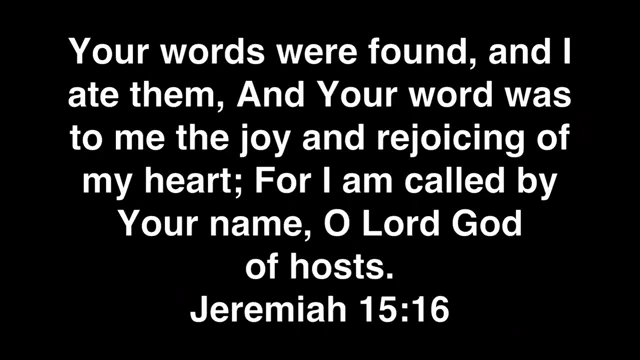 Your words were found, and I
ate them, And Your word was
to me the joy and rejoicing of
my heart; For I am called by
Your name, O Lord God
of hosts.
Jeremiah 15:16